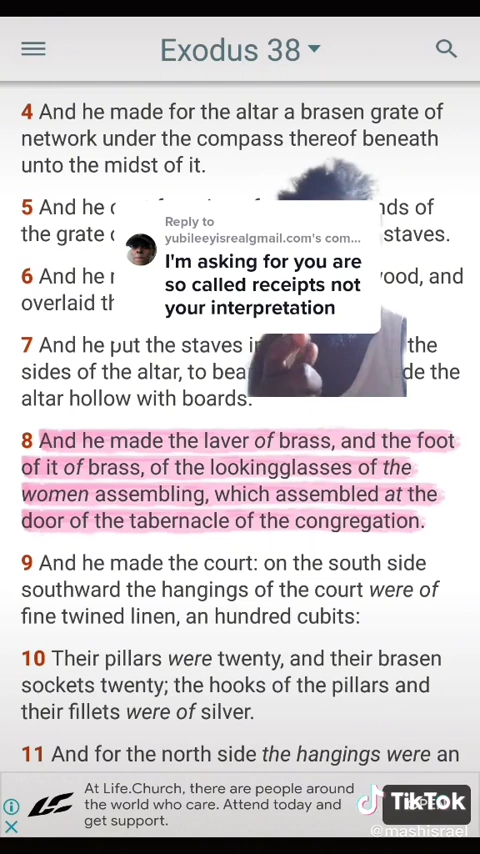 Exodus 38
4 And he made for the altar a brasen grate of
network under the compass thereof beneath
unto the midst of it.
5 And he nds of
the grate staves.
6 And he wood, and
overlaid th
7 And he put the staves in the
sides of the altar, to bea de the
altar hollow with boards.
8 And he made the laver of brass, and the foot
of it of brass, of the lookingglasses of the
women assembling, which assembled at the
door of the tabernacle of the congregation.
9 And he made the court: on the south side
southward the hangings of the court were of
fine twined linen, an hundred cubits:
10 Their pillars were twenty, and their brasen
sockets twenty; the hooks of the pillars and
their fillets were of silver.
11 And for the north side the hangings were an
Reply to
yubileeyisrealgmail.com's com...
I'm asking for you are
so called receipts not
your interpretation
At Life.Church, there are people around
the world who care. Attend today and
get support.
TikTok
@mashisrael